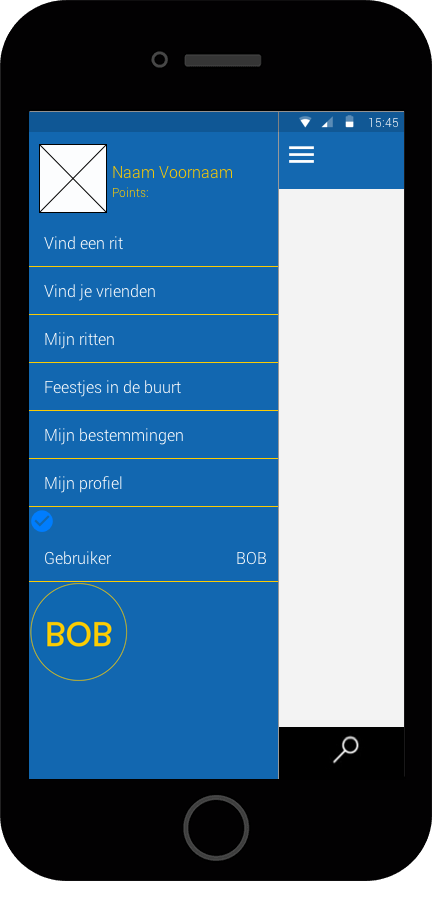 15:45
Naam Voornaam
Points:
Vind een rit
Vind je vrienden
Mijn ritten
Feestjes in de buurt
Mijn bestemmingen
Mijn profiel
Gebruiker BOB
BOB